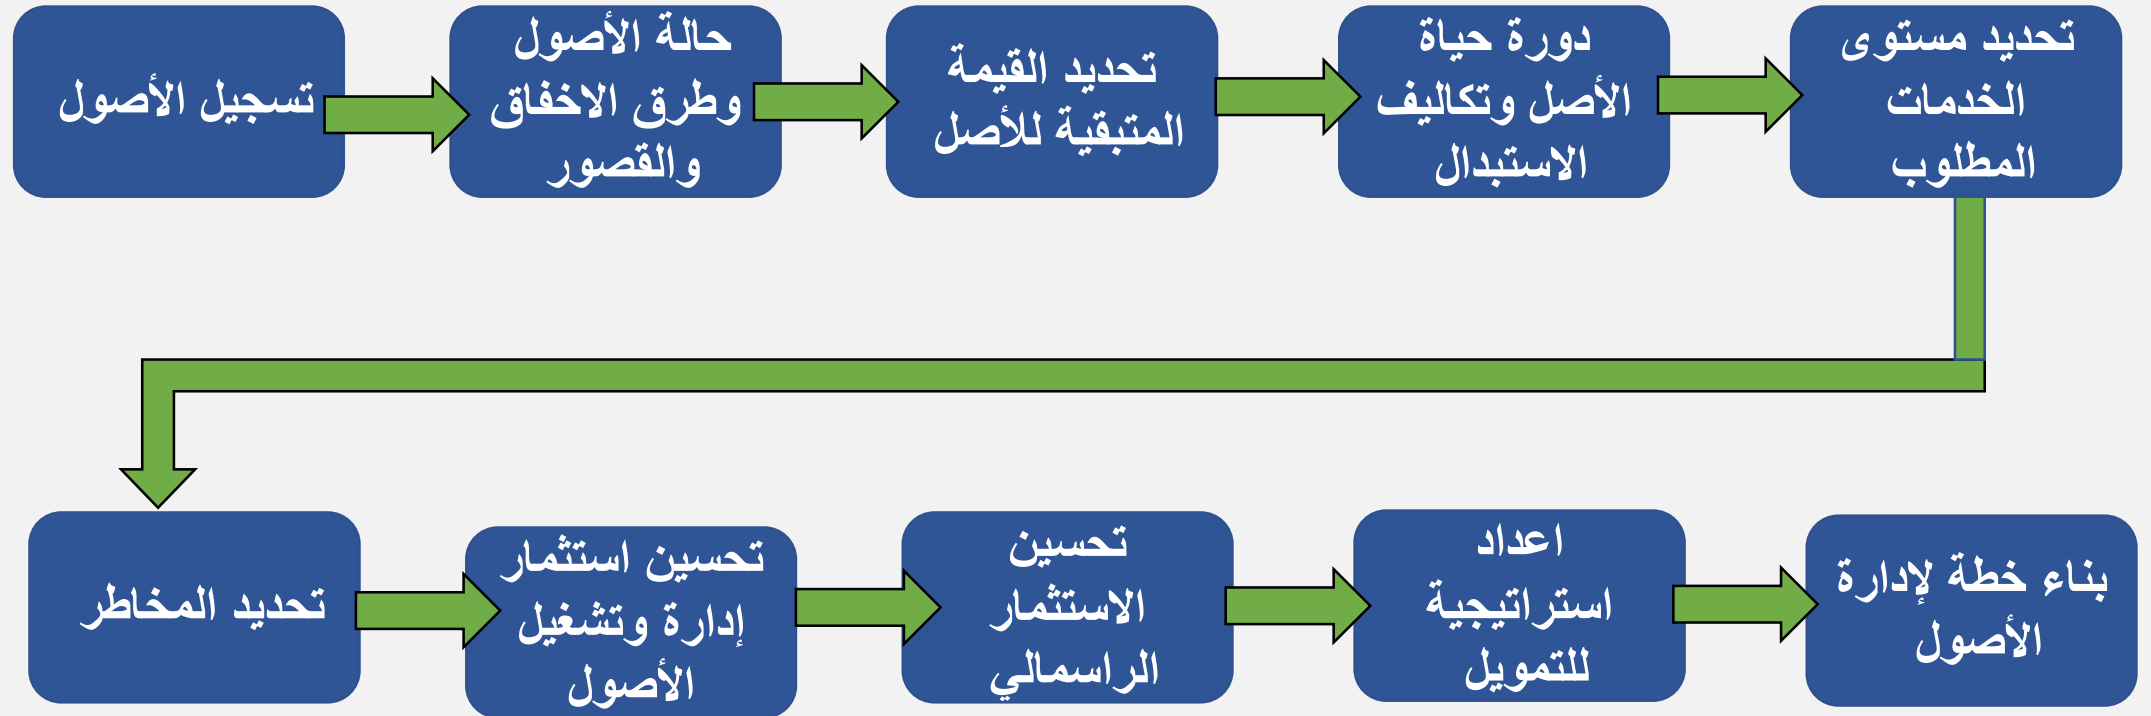 تسجيل الأصول
حالة الأصول
وطرق الاخفاق
والقصور
تحديد القيمة
المتبقية للأصل
دورة حياة
الأصل وتكاليف
الاستبدال
تحديد مستوى
الخدمات
المطلوب
تحديد المخاطر
تحسين استثمار
إدارة وتشغيل
الأصول
تحسين
الاستثمار
الراسمالي
اعداد
استراتيجية
للتمويل
بناء خطة لإدارة
الأصول